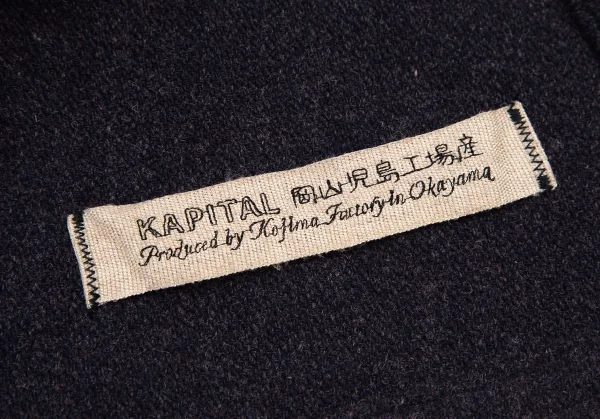 KAPITAL 岡山児島工場産
Produced by Kojima Factory In Okayama